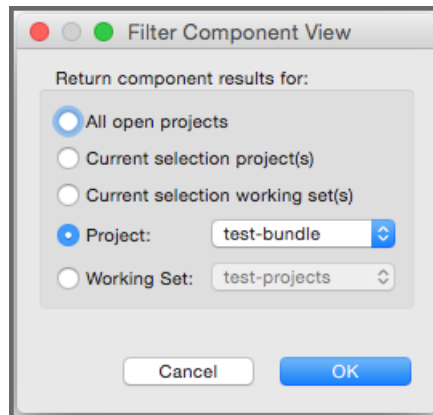 Filter Component View
Return component results for:
All open projects
Current selection project(s)
Current selection working set(s)
Project: test-bundle
Working Set: test-projects
Cancel OK